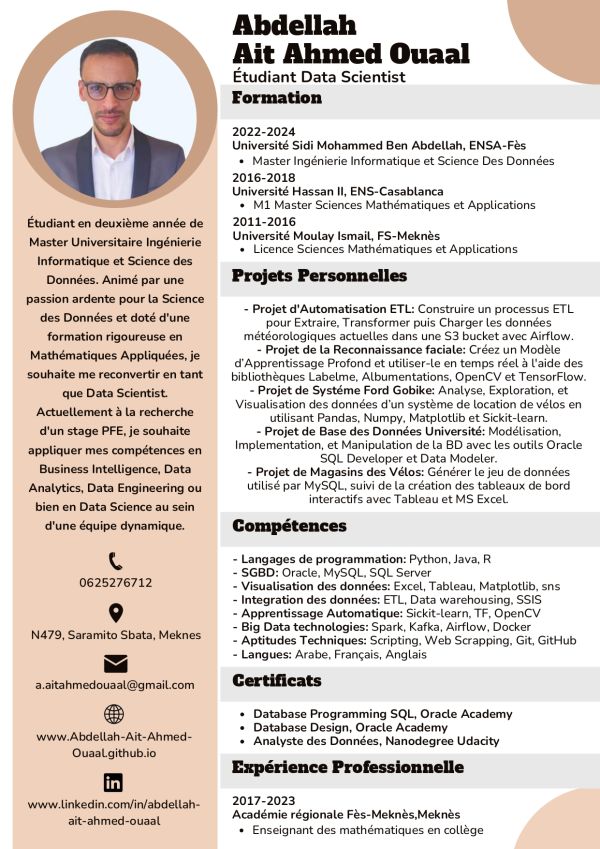 Abdellah
Ait Ahmed Ouaal
Étudiant Data Scientist
Étudiant en deuxième année de
Master Universitaire Ingénierie
Informatique et Science des
Données. Animé par une
passion ardente pour la Science
des Données et doté d'une
formation rigoureuse en
Mathématiques Appliquées, je
souhaite me reconvertir en tant
que Data Scientist.
Actuellement à la recherche
d'un stage PFE, je souhaite
appliquer mes compétences en
Business Intelligence, Data
Analytics, Data Engineering ou
bien en Data Science au sein
d'une équipe dynamique.
0625276712
N479, Saramito Sbata, Meknes
a.aitahmedouaal@gmail.com
www.Abdellah-Ait-Ahmed-
Ouaal.github.io
www.linkedin.com/in/abdellah-
ait-ahmed-ouaal
Formation
2022-2024
Université Sidi Mohammed Ben Abdellah, ENSA-Fès
• Master Ingénierie Informatique et Science Des Données
2016-2018
Université Hassan II, ENS-Casablanca
• M1 Master Sciences Mathématiques et Applications
2011-2016
Université Moulay Ismail, FS-Meknès
• Licence Sciences Mathématiques et Applications
Projets Personnelles
- Projet d'Automatisation ETL: Construire un processus ETL
pour Extraire, Transformer puis Charger les données
météorologiques actuelles dans une S3 bucket avec Airflow.
- Projet de la Reconnaissance faciale: Créez un Modèle
d'Apprentissage Profond et utiliser-le en temps réel à l'aide des
bibliothèques Labelme, Albumentations, OpenCV et TensorFlow.
- Projet de Systéme Ford Gobike: Analyse, Exploration, et
Visualisation des données d'un système de location de vélos en
utilisant Pandas, Numpy, Matplotlib et Sickit-learn.
- Projet de Base des Données Université: Modélisation,
Implementation, et Manipulation de la BD avec les outils Oracle
SQL Developer et Data Modeler.
- Projet de Magasins des Vélos: Générer le jeu de données
utilisé par MySQL, suivi de la création des tableaux de bord
interactifs avec Tableau et MS Excel.
Compétences
- Langages de programmation: Python, Java, R
- SGBD: Oracle, MySQL, SQL Server
- Visualisation des données: Excel, Tableau, Matplotlib, sns
- Integration des données: ETL, Data warehousing, SSIS
- Apprentissage Automatique: Sickit-learn, TF, OpenCV
- Big Data technologies: Spark, Kafka, Airflow, Docker
- Aptitudes Techniques: Scripting, Web Scrapping, Git, GitHub
- Langues: Arabe, Français, Anglais
Certificats
• Database Programming SQL, Oracle Academy
• Database Design, Oracle Academy
• Analyste des Données, Nanodegree Udacity
Expérience Professionnelle
2017-2023
Académie régionale Fès-Meknès,Meknès
• Enseignant des mathématiques en collège